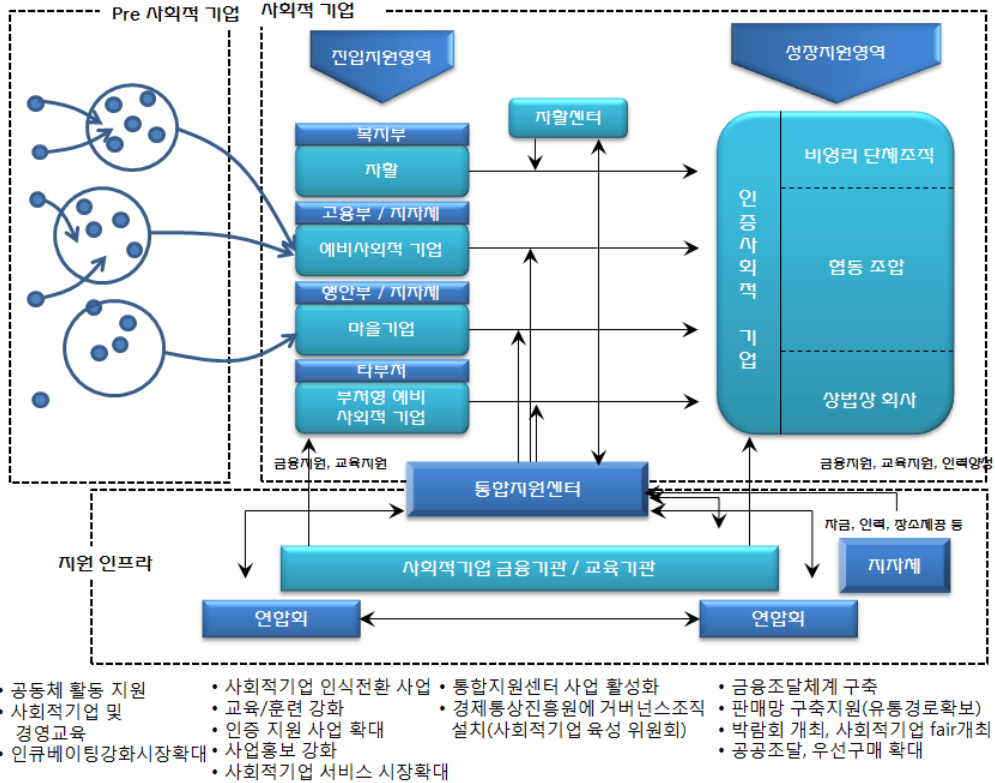 Pre 사회적 기업
사회적 기업
진입지원영역
성장지원영역
자활센터
복지부
자활
고용부 / 지자체
예비사회적 기업
행안부 / 지자체
마을기업
타부처
부처형 예비
사회적 기업
인증사회적 기업
비영리 단체조직
협동 조합
상법상 회사
금융지원, 교육지원
금융지원, 교육지원, 인력양성
통합지원센터
자금, 인력, 장소제공 등
지원 인프라
사회적기업 금융기관 / 교육기관
지자체
연합회
연합회
• 공동체 활동 지원
• 사회적기업 및
경영교육
• 인큐베이팅강화시장확대
• 사회적기업 인식전환 사업
• 교육/훈련 강화
• 인증 지원 사업 확대
• 사업홍보 강화
• 사회적기업 서비스 시장확대
• 통합지원센터 사업 활성화
• 경제통상진흥원에 거버넌스조직
설치(사회적기업 육성 위원회)
• 금융조달체계 구축
• 판매망 구축지원(유통경로확보)
• 박람회 개최, 사회적기업 fair개최
• 공공조달, 우선구매 확대